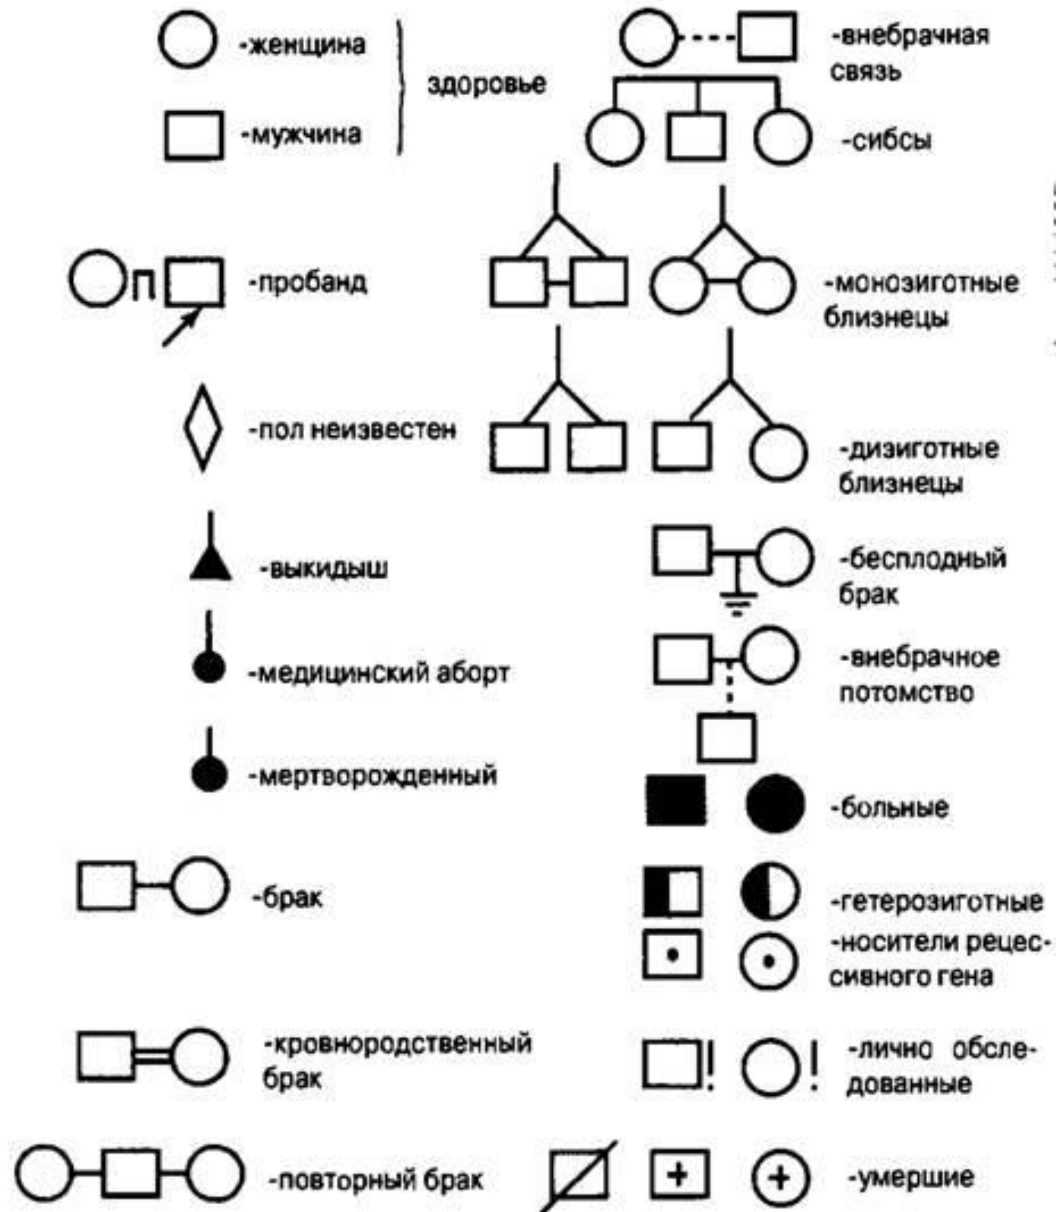 -женщина
здоровье
-мужчина
П
-пробанд
-пол неизвестен
-выкидыш
-медицинский аборт
-мертворожденный
-брак
-кровнородственный
брак
-повторный брак
-внебрачная
связь
-сибсы
-монозиготные
близнецы
-дизиготные
близнецы
-бесплодный
брак
-внебрачное
потомство
-больные
-гетерозиготные
-носители рецес-
сивного гена
! !
-лично обсле-
дованные
+ +
-умершие